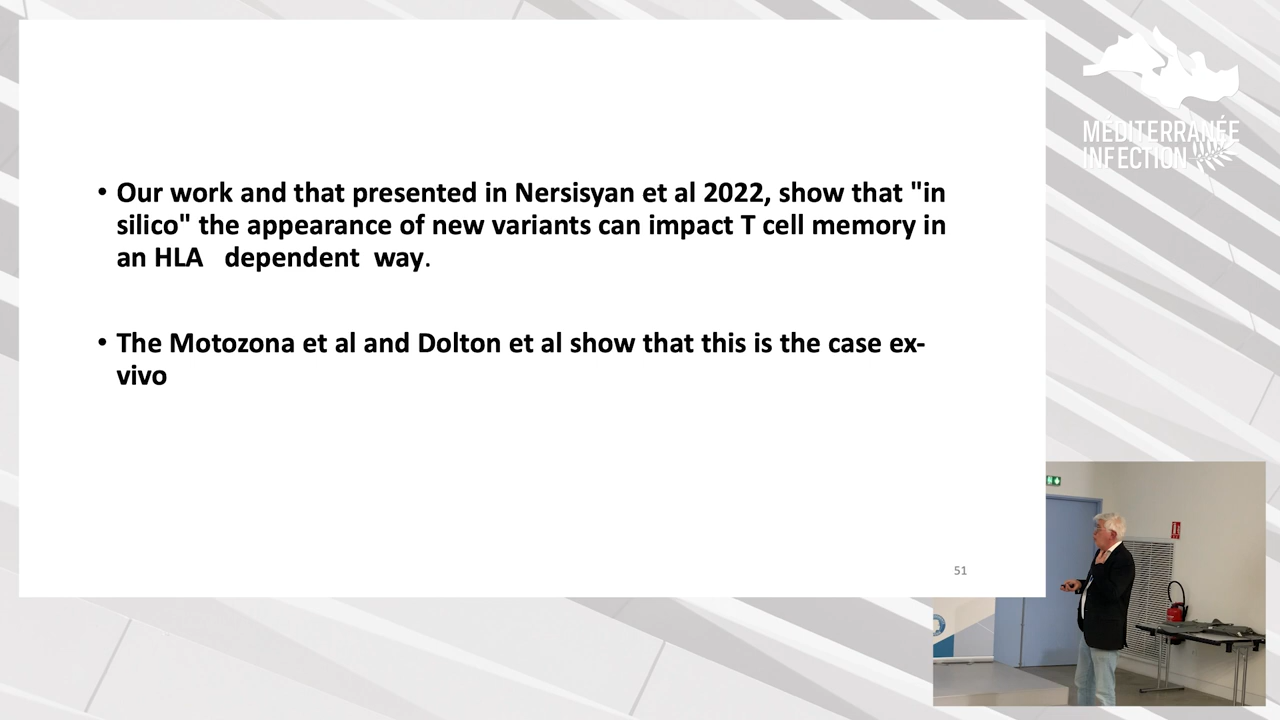 MÉDITERRANÉE
INFECTION
• Our work and that presented in Nersisyan et al 2022, show that "in
silico" the appearance of new variants can impact T cell memory in
an HLA   dependent  way.
• The Motozona et al and Dolton et al show that this is the case ex-
vivo
51